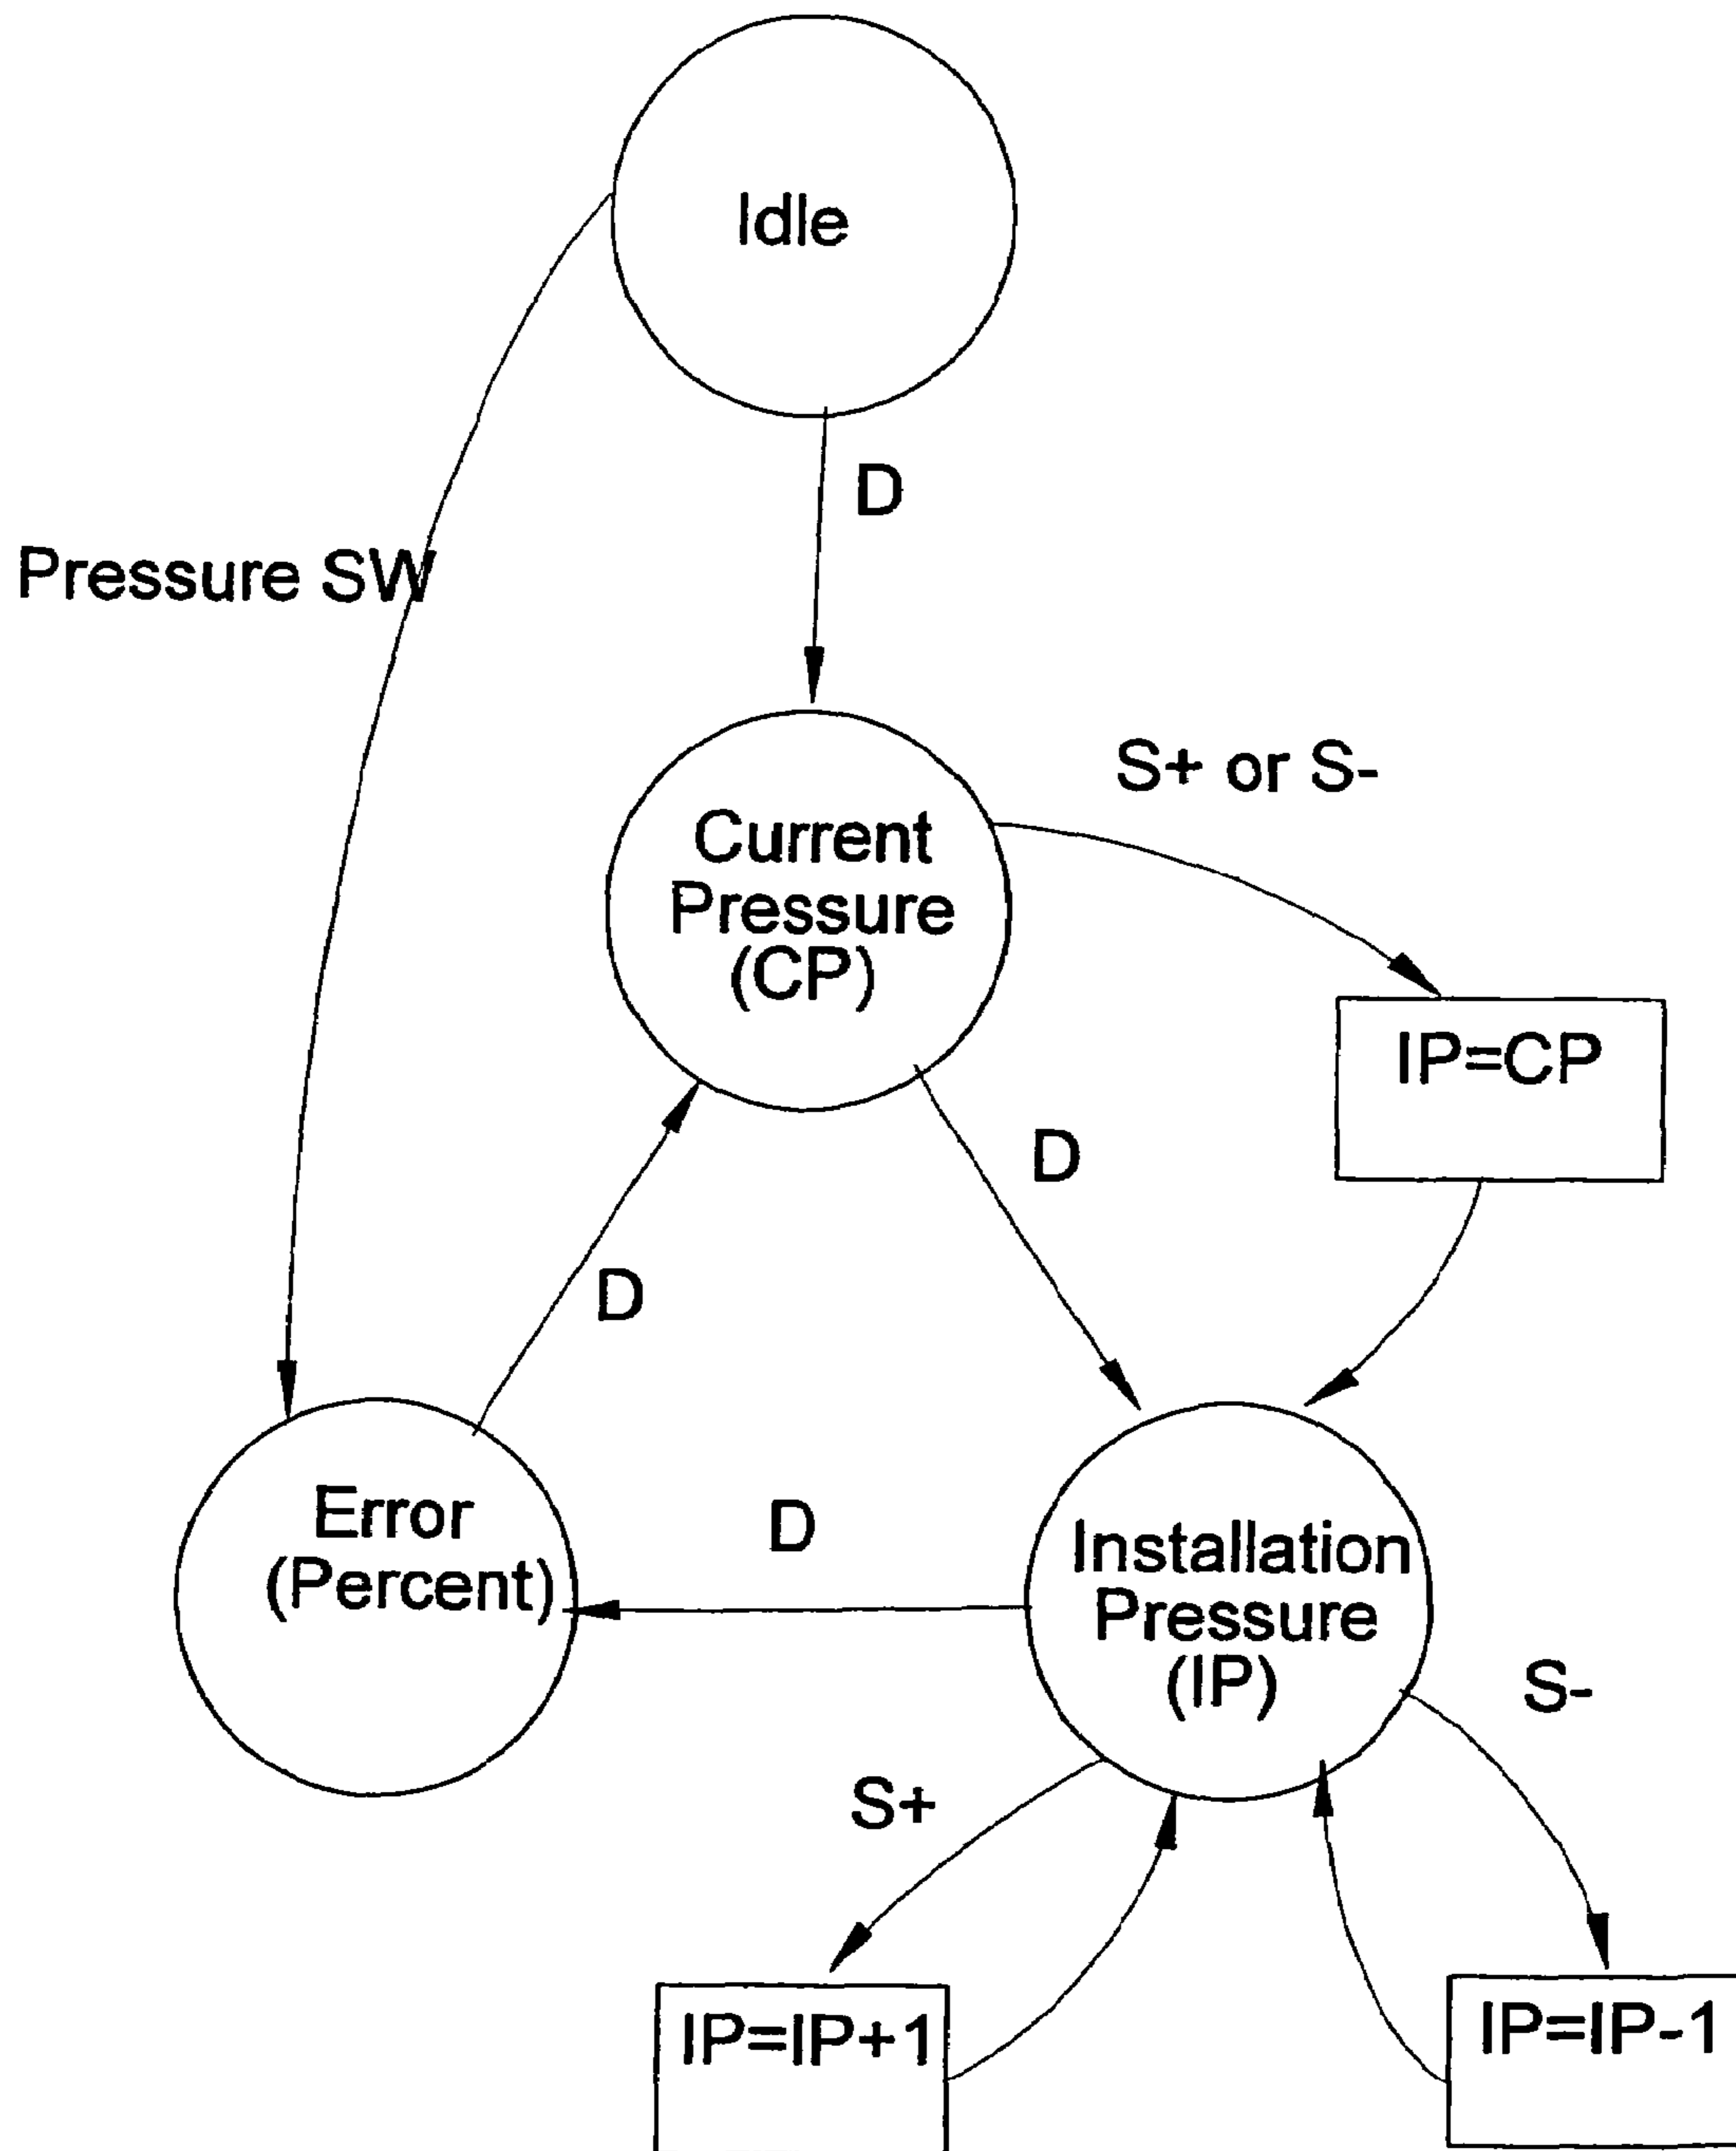 Idle
D
Pressure SW
S+ or S-
Current
Pressure
(CP)
IP=CP
D
D
Error
(Percent)
D
Installation
Pressure
(IP)
S-
S+
IP=IP+1
IP=IP-1